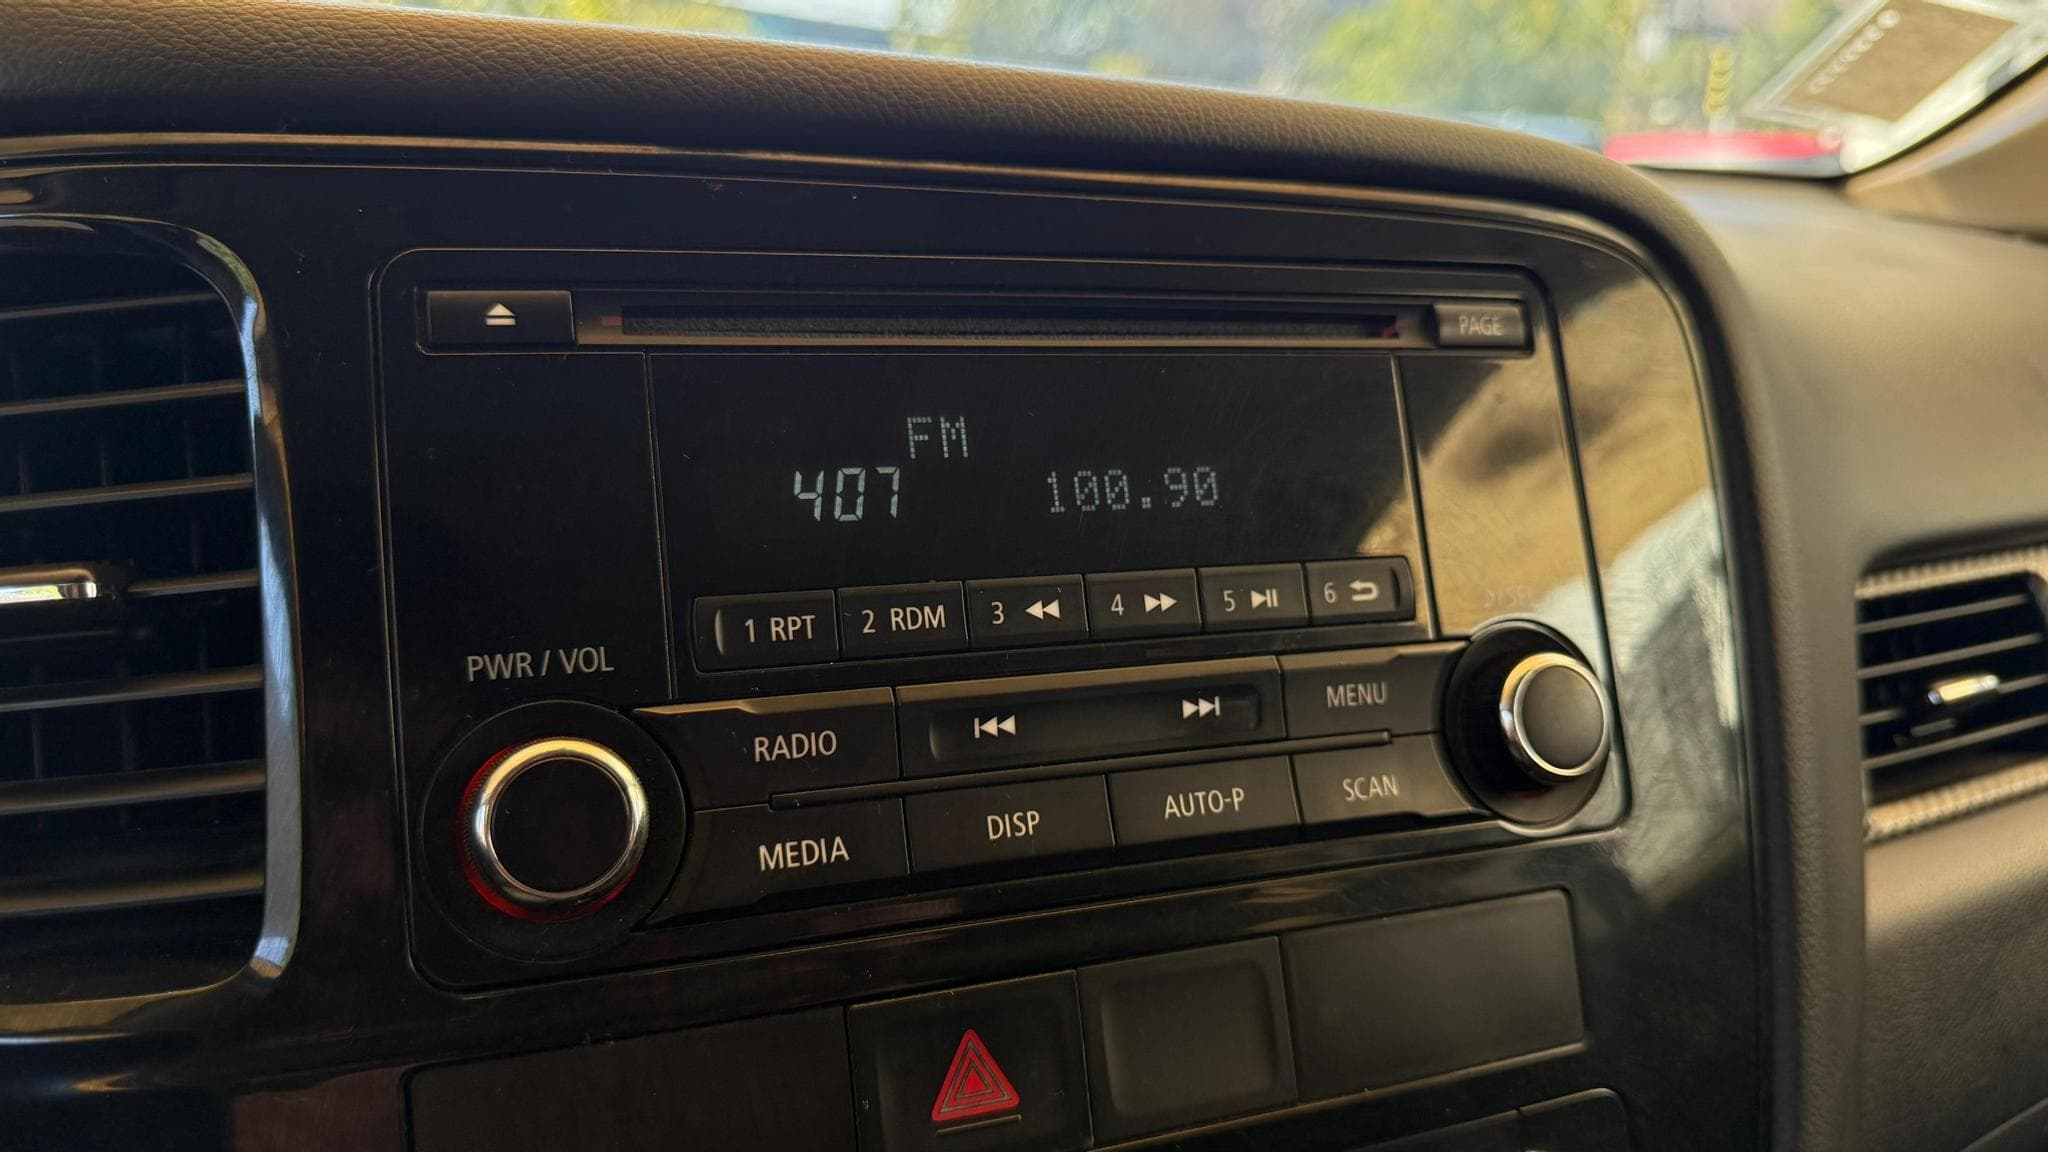 PAGE
FM
407 100.90
1 RPT 2 RDM 3 4 5 6
PWR / VOL
RADIO MENU
MEDIA DISP AUTO-P SCAN